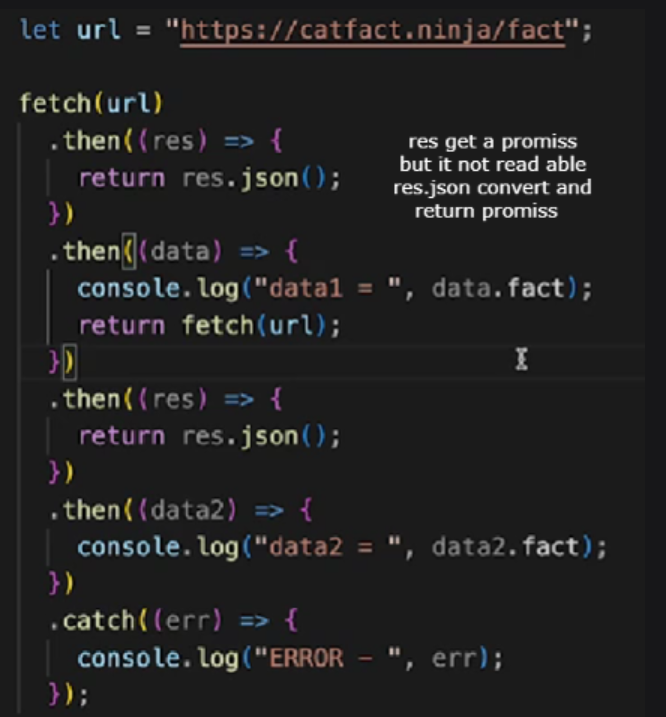 let url = "https://catfact.ninja/fact";
fetch(url)
.then((res) => {
return res.json();
})
res get a promiss
but it not read able
res.json convert and
return promiss
.then((data) => {
console.log("data1 = ", data.fact);
return fetch(url);
})
.then((res) => {
return res.json();
})
.then((data2) => {
console.log("data2 = ", data2.fact);
})
.catch((err) => {
console.log("ERROR - ", err);
});